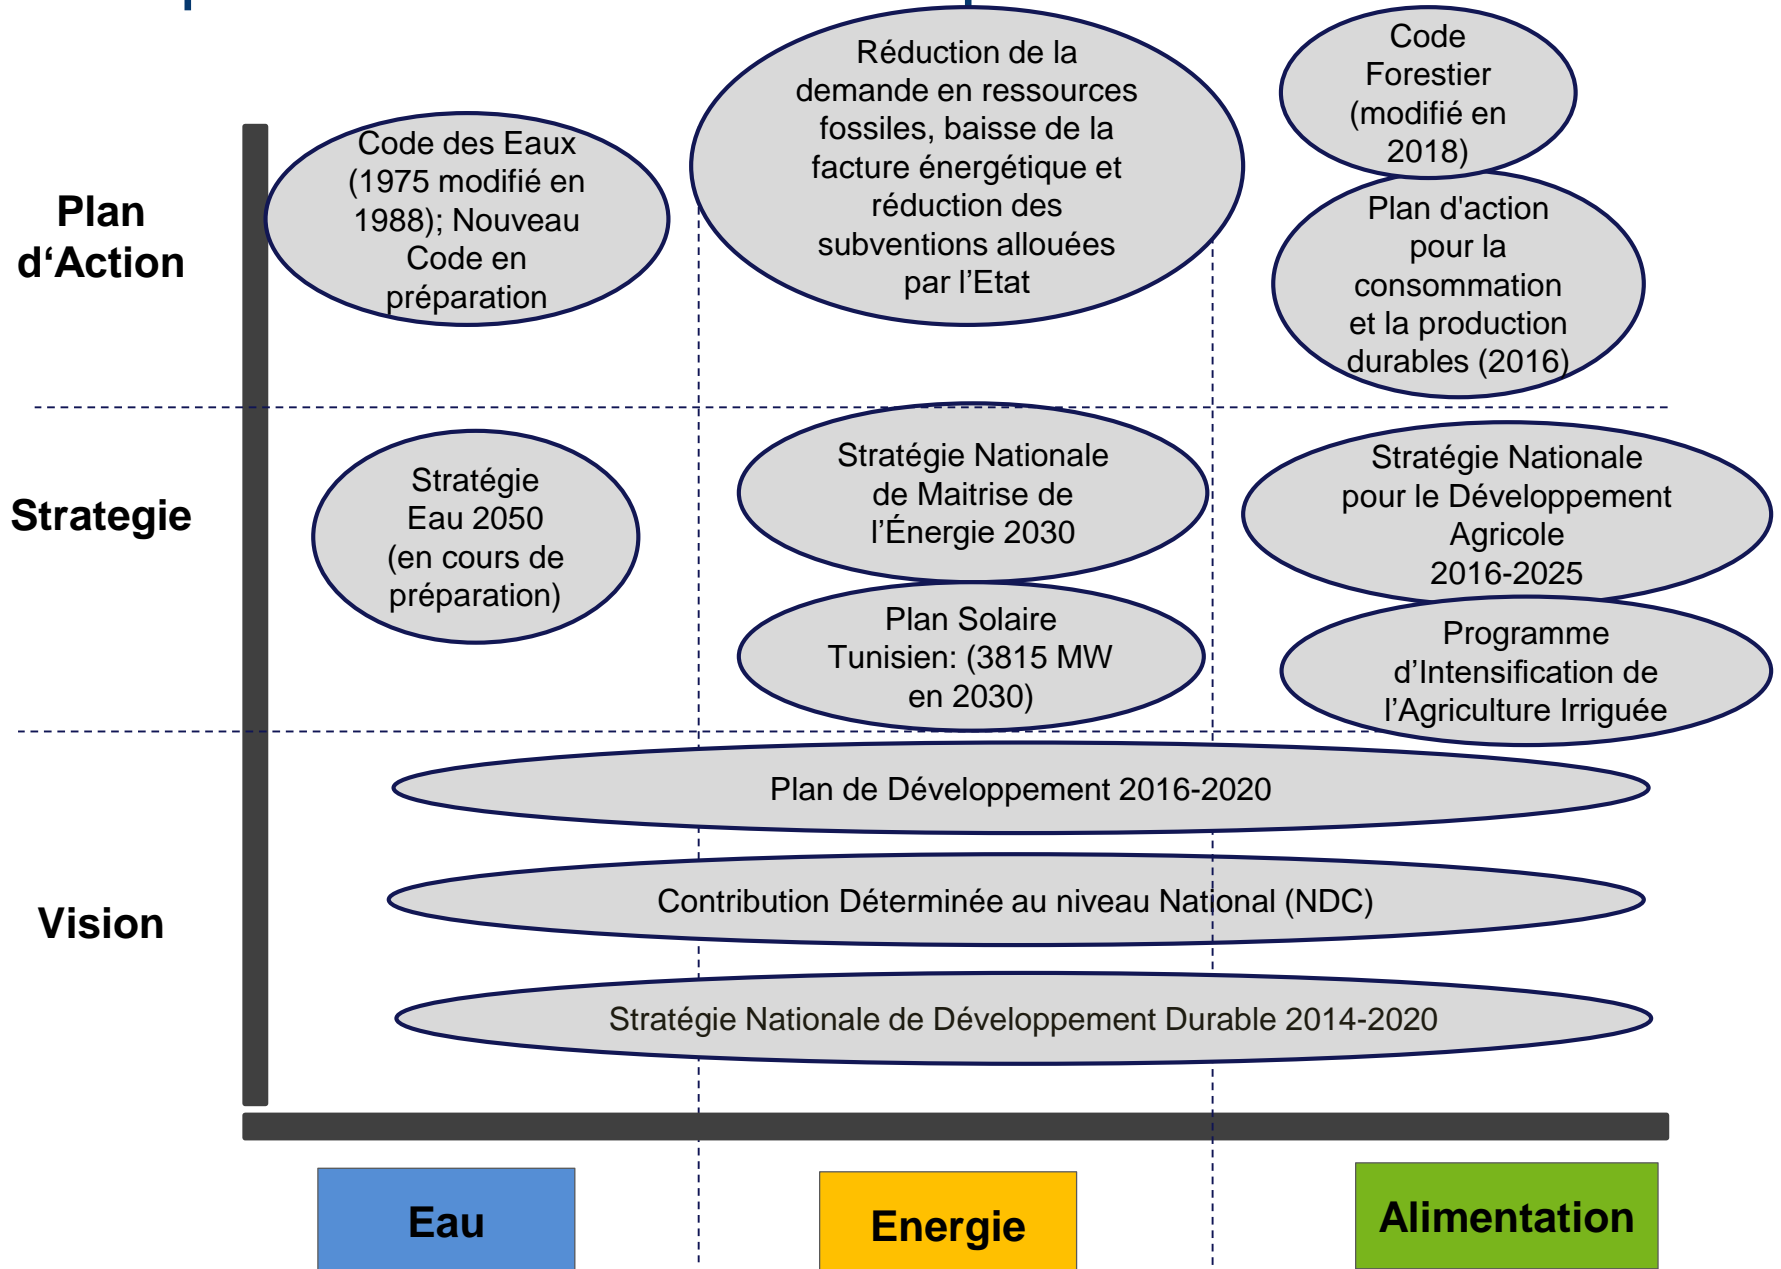 Plan
d‘Action
Code des Eaux
(1975 modifié en
1988); Nouveau
Code en
préparation
Réduction de la
demande en ressources
fossiles, baisse de la
facture énergétique et
réduction des
subventions allouées
par l’Etat
Code
Forestier
(modifié en
2018)
Plan d'action
pour la
consommation
et la production
durables (2016)
Strategie
Stratégie
Eau 2050
(en cours de
préparation)
Stratégie Nationale
de Maitrise de
l’Énergie 2030
Plan Solaire
Tunisien: (3815 MW
en 2030)
Stratégie Nationale
pour le Développement
Agricole
2016-2025
Programme
d’Intensification de
l’Agriculture Irriguée
Vision
Plan de Développement 2016-2020
Contribution Déterminée au niveau National (NDC)
Stratégie Nationale de Développement Durable 2014-2020
Eau
Energie
Alimentation